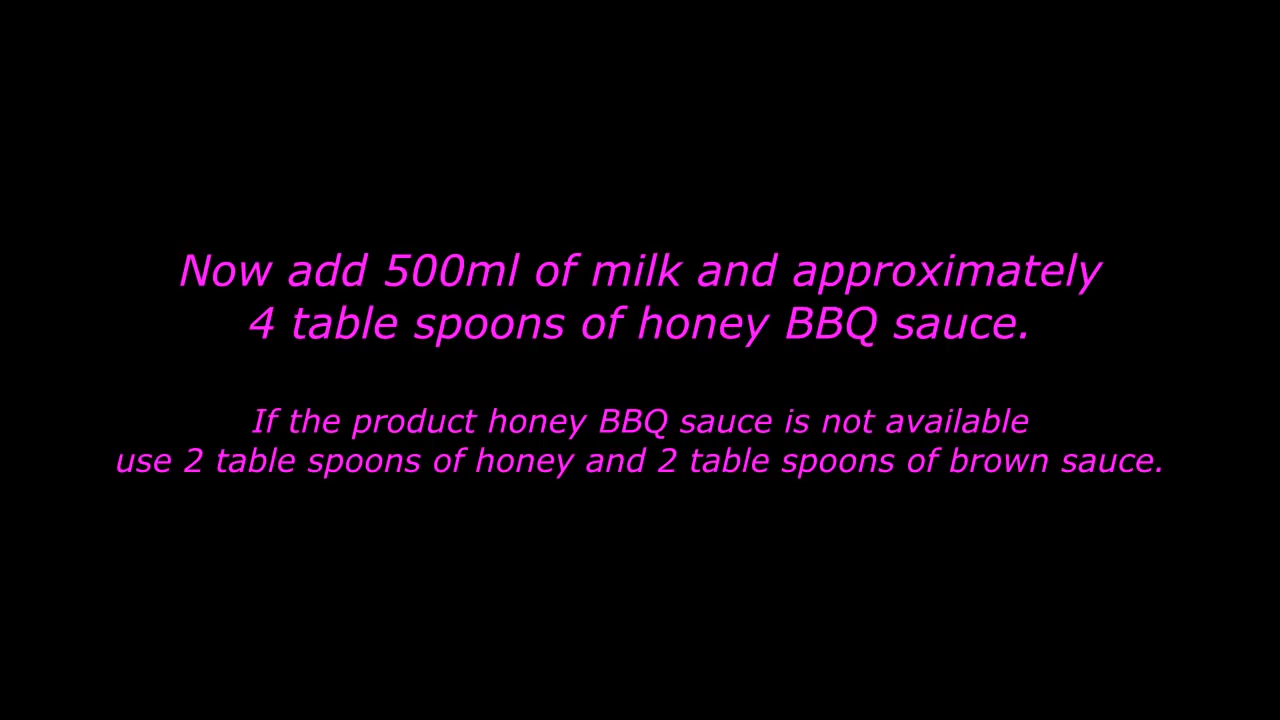 Now add 500ml of milk and approximately
4 table spoons of honey BBQ sauce.
If the product honey BBQ sauce is not available
use 2 table spoons of honey and 2 table spoons of brown sauce.